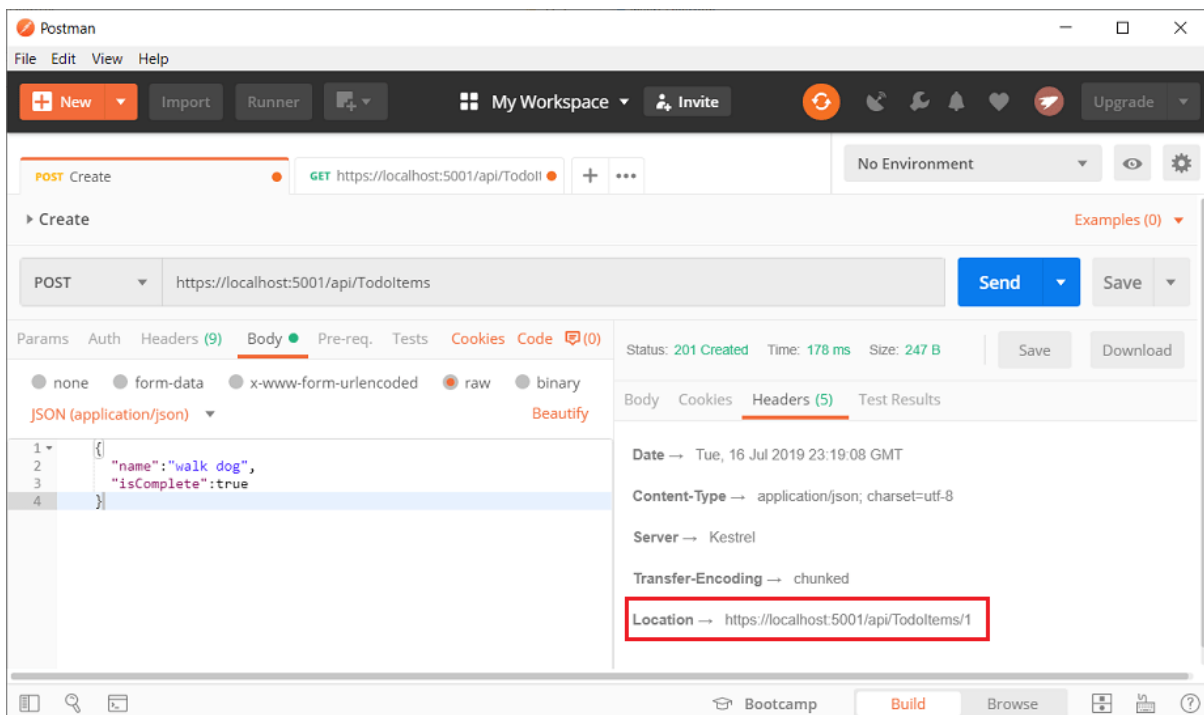 Postman
File Edit View Help
New Import Runner My Workspace Invite Upgrade
POST Create GET https://localhost:5001/api/TodoIt No Environment
Create Examples (0)
POST https://localhost:5001/api/TodoItems Send Save
Params Auth Headers (9) Body Pre-req. Tests Cookies Code (0)
Status: 201 Created Time: 178 ms Size: 247 B Save Download
none form-data x-www-form-urlencoded raw binary
JSON (application/json) Beautify
1 {
2 "name":"walk dog",
3 "isComplete":true
4 }
Body Cookies Headers (5) Test Results
Date → Tue, 16 Jul 2019 23:19:08 GMT
Content-Type → application/json; charset=utf-8
Server → Kestrel
Transfer-Encoding → chunked
Location → https://localhost:5001/api/TodoItems/1
Bootcamp Build Browse